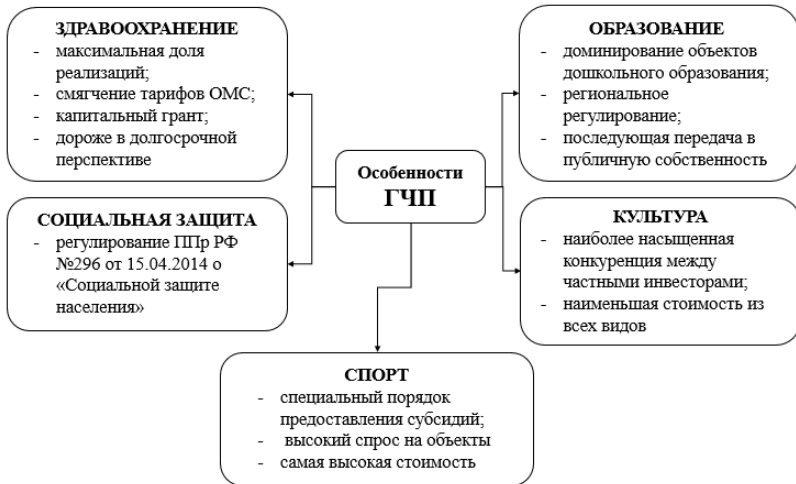 ЗДРАВООХРАНЕНИЕ
- максимальная доля
реализаций;
- смягчение тарифов ОМС;
- капитальный грант;
- дороже в долгосрочной
перспективе
ОБРАЗОВАНИЕ
- доминирование объектов
дошкольного образования;
- региональное
регулирование;
- последующая передача в
публичную собственность
Особенности
ГЧП
СОЦИАЛЬНАЯ ЗАЩИТА
- регулирование ППр РФ
№296 от 15.04.2014 о
«Социальной защите
населения»
КУЛЬТУРА
- наиболее насыщенная
конкуренция между
частными инвесторами;
- наименьшая стоимость из
всех видов
СПОРТ
- специальный порядок
предоставления субсидий;
- высокий спрос на объекты
- самая высокая стоимость